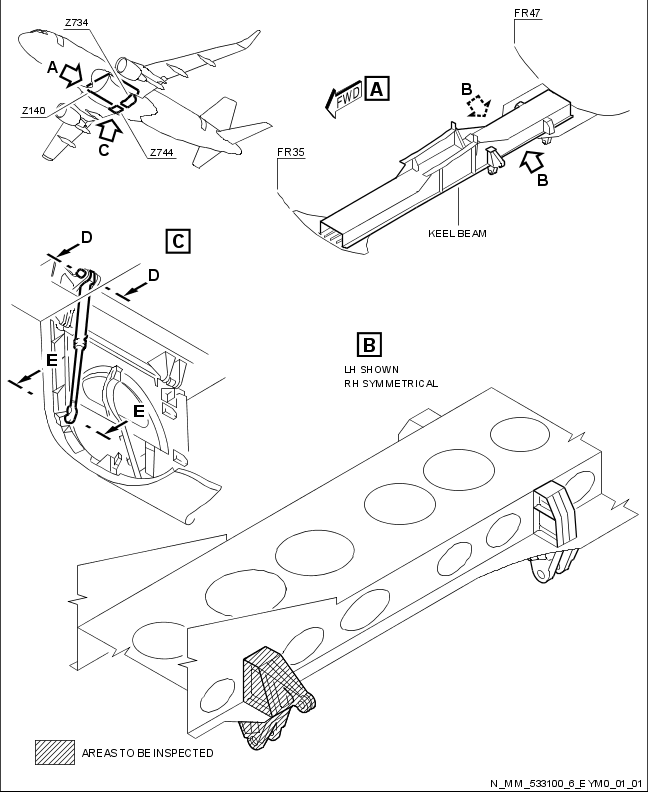 Z734
A
Z140
C
Z744
FR47
FWD
A
B
FR35
B
KEEL BEAM
D
C
D
E
E
B
LH SHOWN
RH SYMMETRICAL
AREAS TO BE INSPECTED
N_MM_533100_6_EYM0_01_01